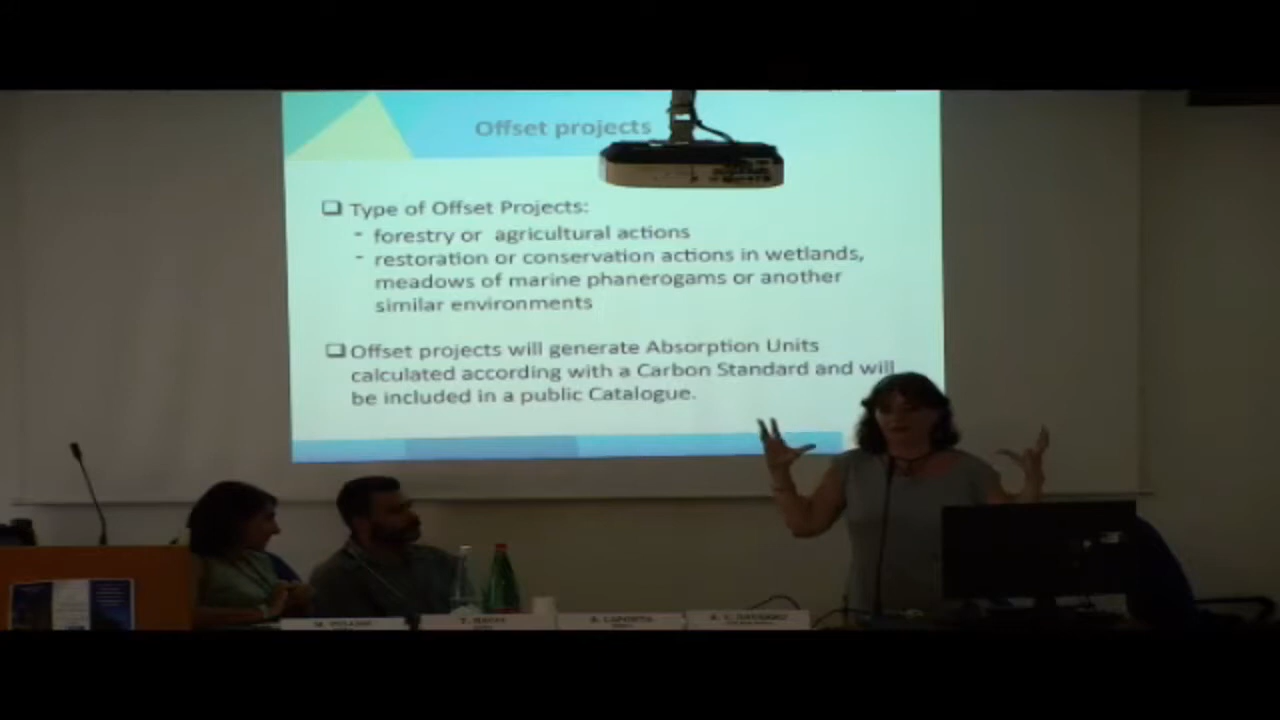 Offset projects
Type of Offset Projects:
- forestry or agricultural actions
- restoration or conservation actions in wetlands,
meadows of marine phanerogams or another
similar environments
Offset projects will generate Absorption Units
calculated according with a Carbon Standard and will
be included in a public Catalogue.